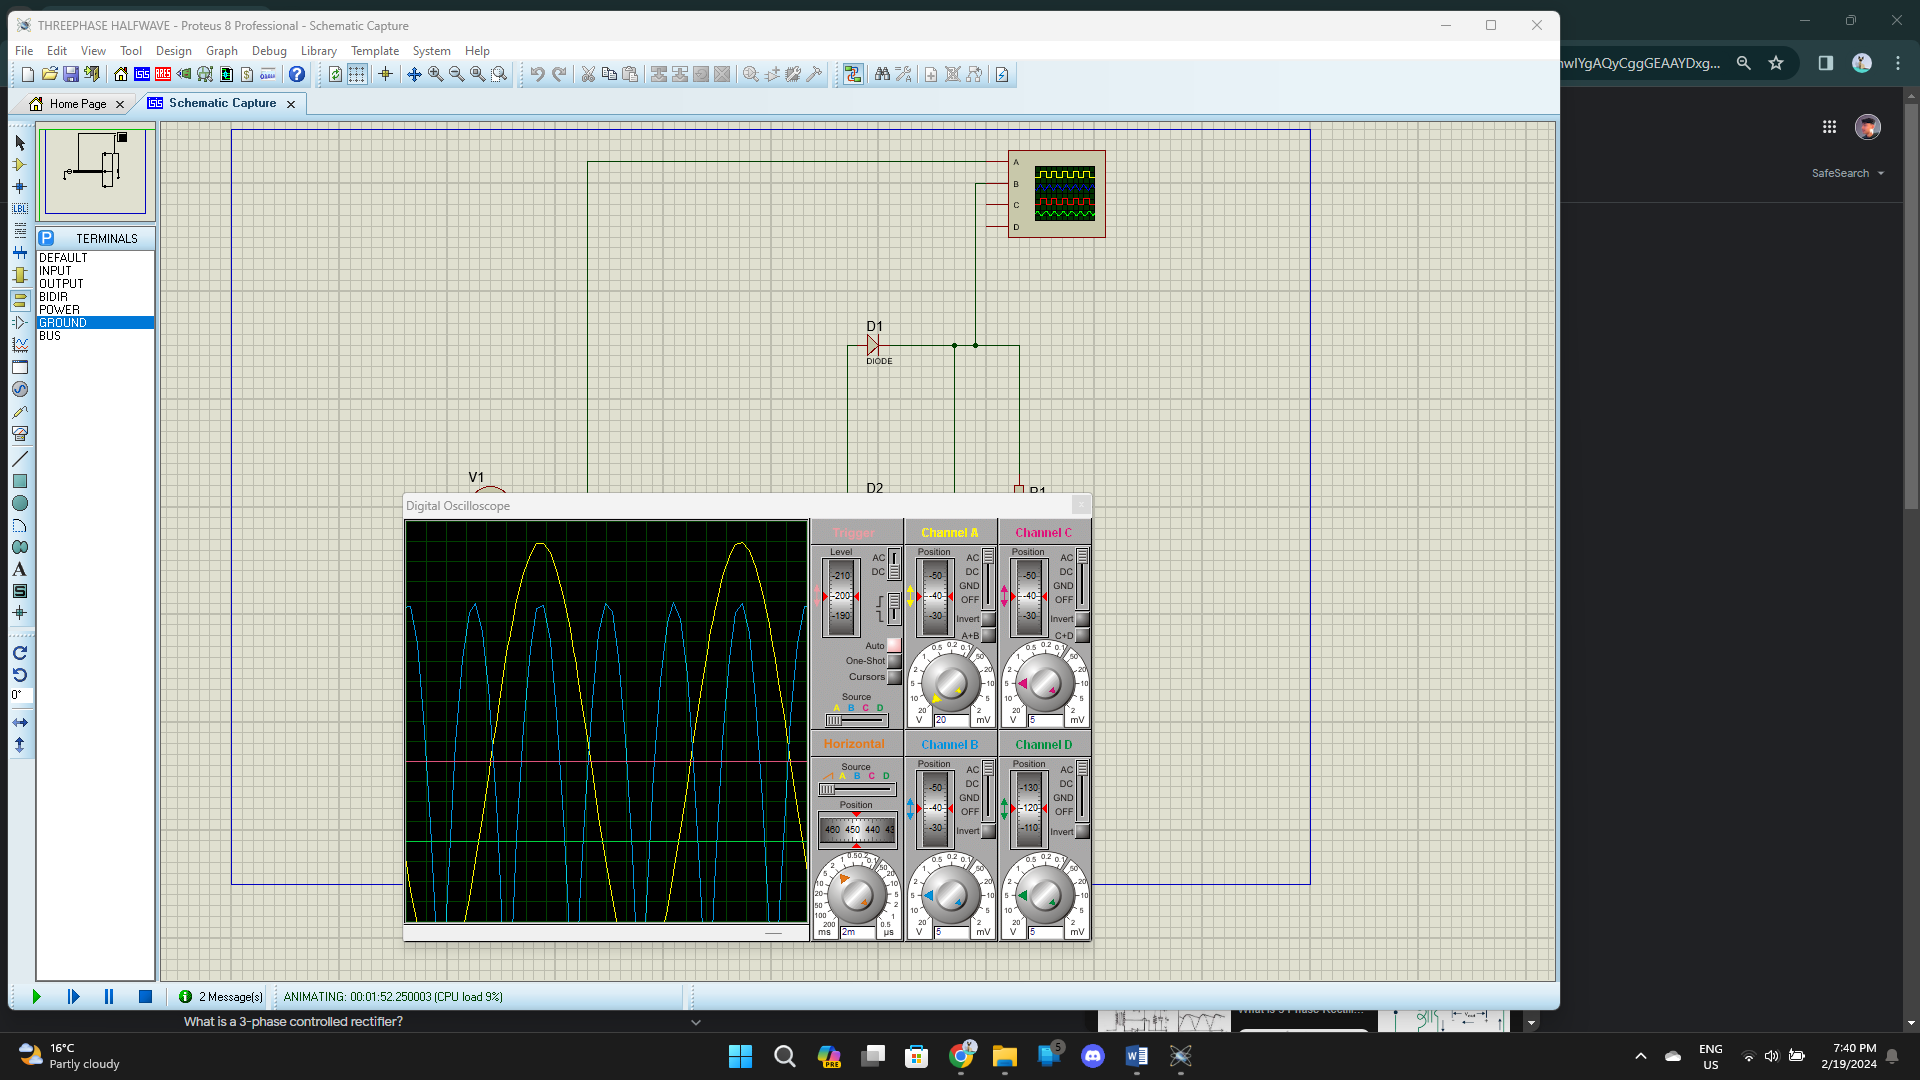 THREEPHASE HALFWAVE - Proteus 8 Professional - Schematic Capture
File Edit View Tool Design Graph Debug Library Template System Help
wIYgAQyCggGEAAYDxg...
Home Page
Schematic Capture
SafeSearch
TERMINALS
DEFAULT
INPUT
OUTPUT
BIDIR
POWER
GROUND
BUS
LBL
A
B
C
D
D1
DIODE
V1
D2
R1
0°
Digital Oscilloscope
Trigger
Level
AC
DC
-210
-200
-190
Auto
One-Shot
Cursors
Source
A B C D
Channel A
Position
AC
DC
GND
OFF
-50
-40
-30
Invert
A+B
V 20 mV
Channel C
Position
AC
DC
GND
OFF
-50
-40
-30
Invert
C+D
V 5 mV
Horizontal
Source
A B C D
Position
460 450 440 43
ms 2m µs
Channel B
Position
AC
DC
GND
OFF
-50
-40
-30
Invert
V 5 mV
Channel D
Position
AC
DC
GND
OFF
-130
-120
-110
Invert
V 5 mV
2 Message(s)
ANIMATING: 00:01:52.250003 (CPU load 9%)
What is a 3-phase controlled rectifier?
16°C
Partly cloudy
PRE
5
ENG
US
7:40 PM
2/19/2024